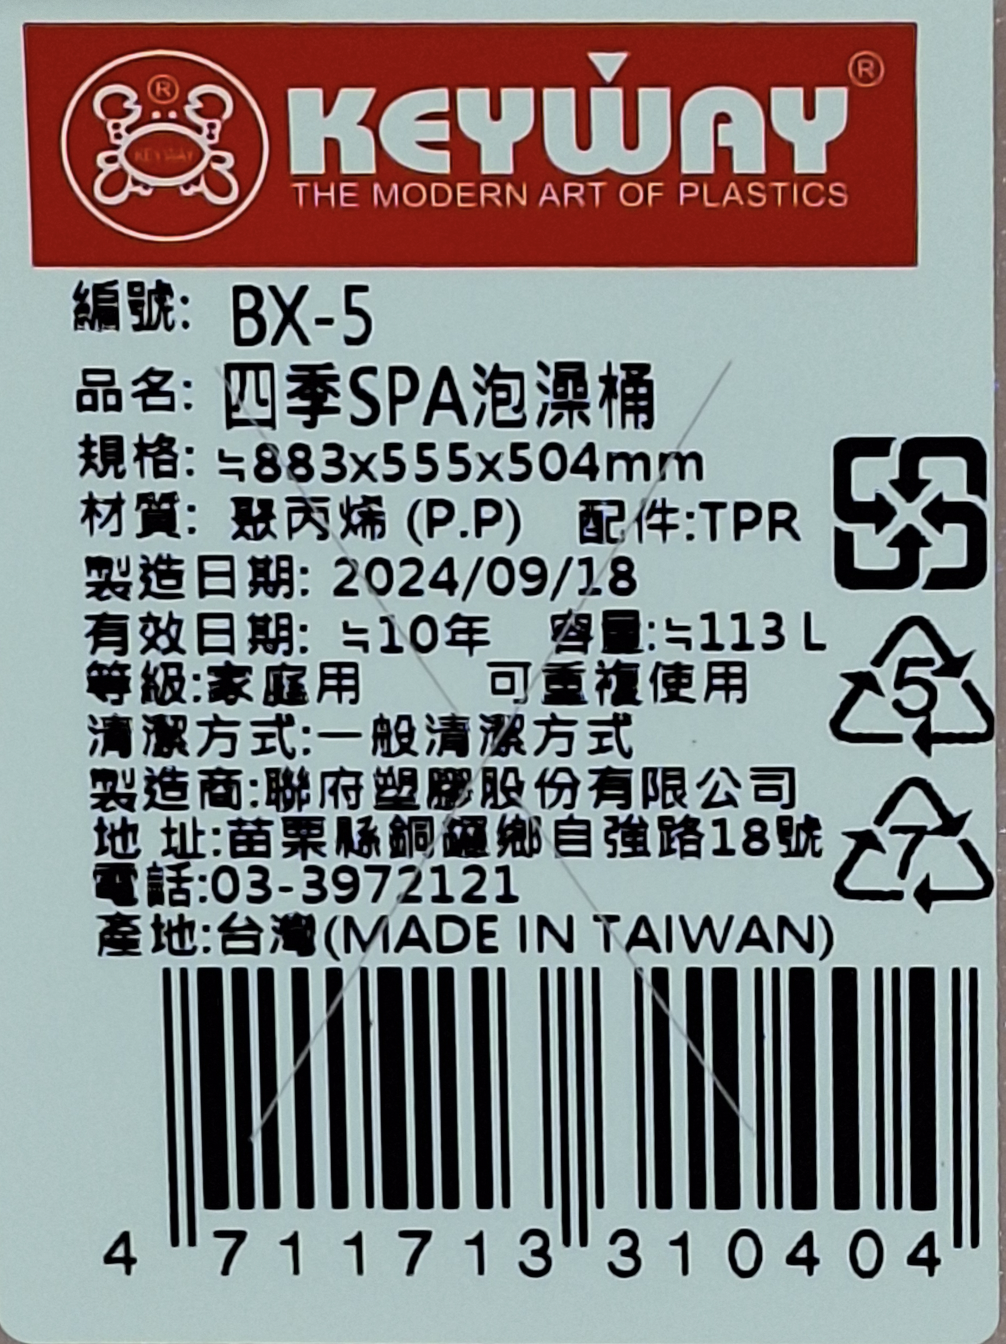 KEYWAY®
THE MODERN ART OF PLASTICS
編號: BX-5
品名: 四季SPA泡澡桶
規格: ≒883x555x504mm
材質: 聚丙烯 (P.P) 配件:TPR
製造日期: 2024/09/18
有效日期: ≒10年 容量:≒113 L
等級:家庭用 可重複使用
清潔方式:一般清潔方式
製造商:聯府塑膠股份有限公司
地 址:苗栗縣銅鑼鄉自強路18號
電話:03-3972121
產地:台灣(MADE IN TAIWAN)
5
7
4 711713 310404